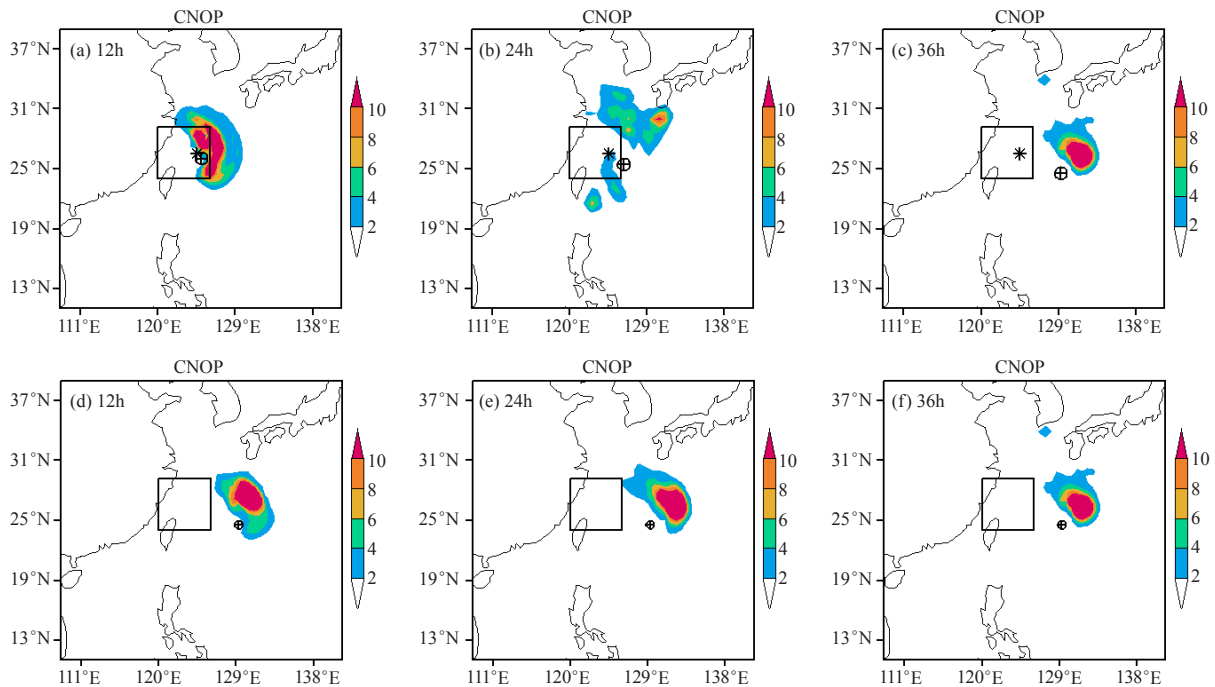 CNOP CNOP CNOP
(a) 12h (b) 24h (c) 36h
37°N 37°N 37°N
31°N 10 31°N 10 31°N 10
8 8 8
25°N 6 25°N 6 25°N 6
4 4 4
19°N 2 19°N 2 19°N 2
13°N 13°N 13°N
111°E 120°E 129°E 138°E 111°E 120°E 129°E 138°E 111°E 120°E 129°E 138°E
CNOP CNOP CNOP
(d) 12h (e) 24h (f) 36h
37°N 37°N 37°N
31°N 10 31°N 10 31°N 10
8 8 8
25°N 6 25°N 6 25°N 6
4 4 4
19°N 2 19°N 2 19°N 2
13°N 13°N 13°N
111°E 120°E 129°E 138°E 111°E 120°E 129°E 138°E 111°E 120°E 129°E 138°E